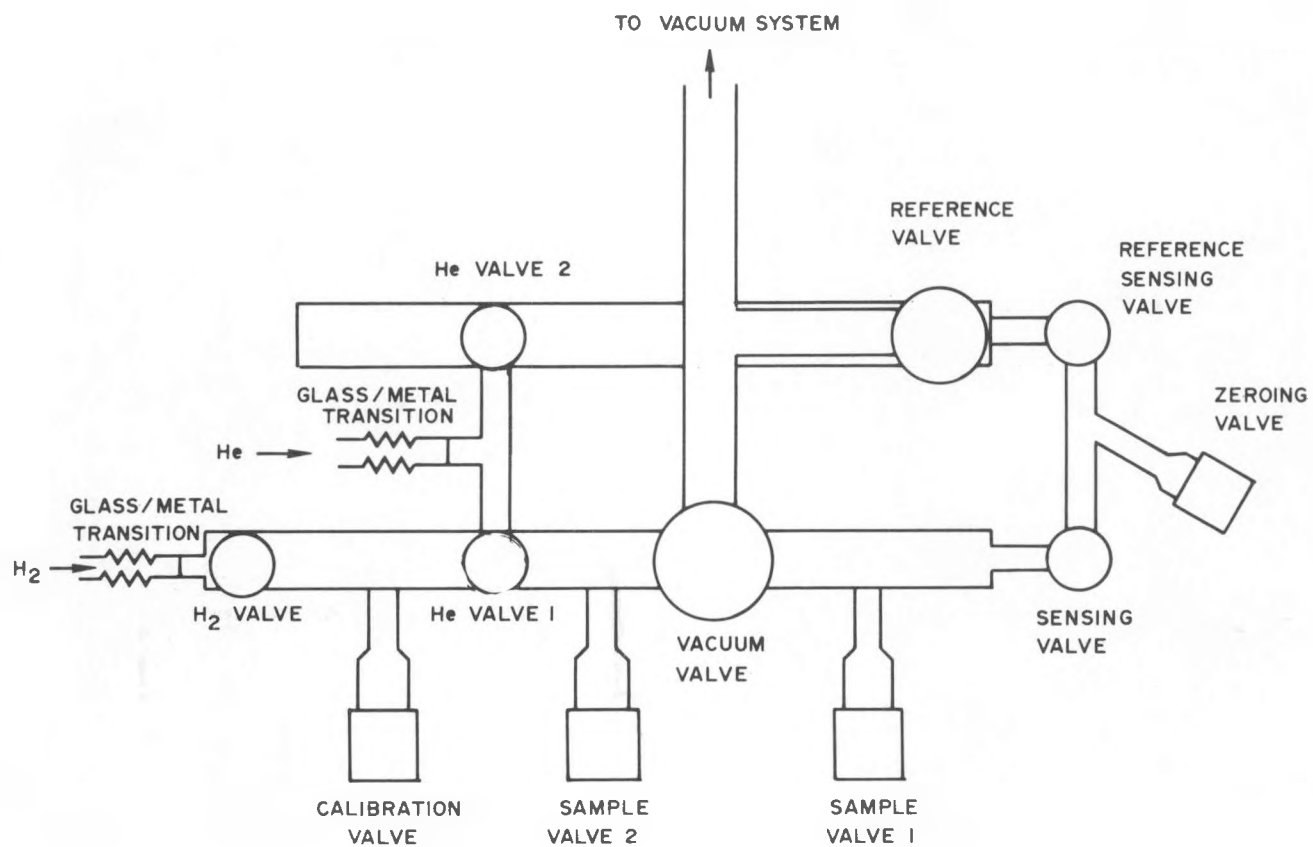 TO VACUUM SYSTEM
REFERENCE
VALVE
REFERENCE
SENSING
VALVE
He VALVE 2
GLASS/METAL
TRANSITION
ZEROING
VALVE
He
GLASS/METAL
TRANSITION
H₂
H₂ VALVE
He VALVE 1
VACUUM
VALVE
SENSING
VALVE
CALIBRATION
VALVE
SAMPLE
VALVE 2
SAMPLE
VALVE 1